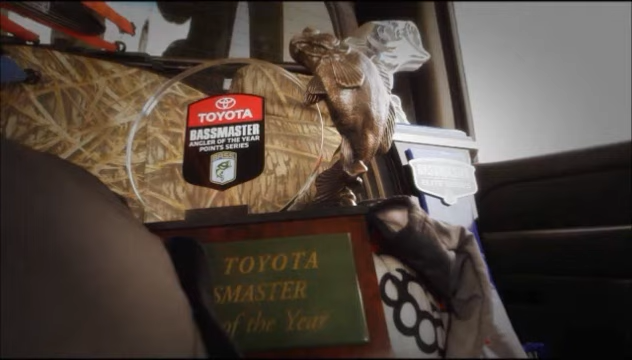 TOYOTA
BASSMASTER
ANGLER OF THE YEAR
POINTS SERIES
TOYOTA
SMASTER
of the Year